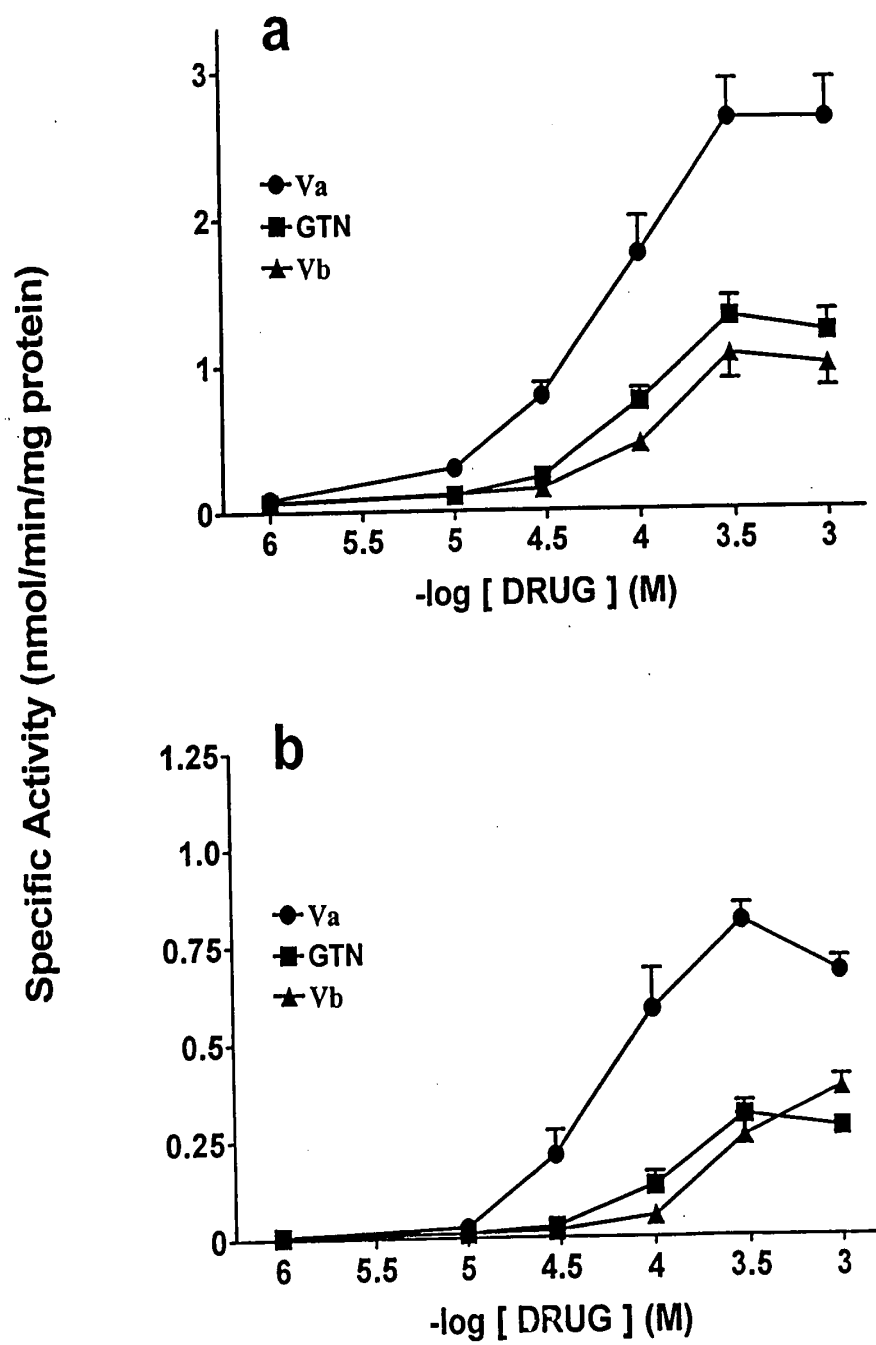 Specific Activity (nmol/min/mg protein)
a
3
2
1
0
Va
GTN
Vb
6 5.5 5 4.5 4 3.5 3
-log [ DRUG ] (M)
b
1.25
1.0
0.75
0.5
0.25
0
Va
GTN
Vb
6 5.5 5 4.5 4 3.5 3
-log [ DRUG ] (M)